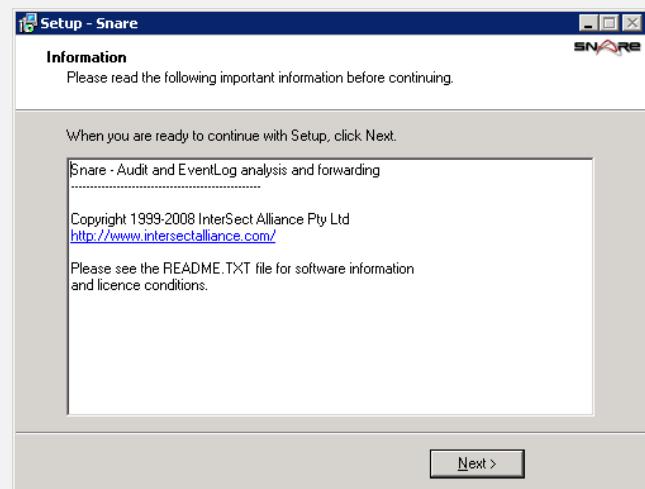 Setup - Snare
Information
SNARE
Please read the following important information before continuing.
When you are ready to continue with Setup, click Next.
Snare - Audit and EventLog analysis and forwarding
--------------------------------------------------
Copyright 1999-2008 InterSect Alliance Pty Ltd
http://www.intersectalliance.com/
Please see the README.TXT file for software information
and licence conditions.
Next >